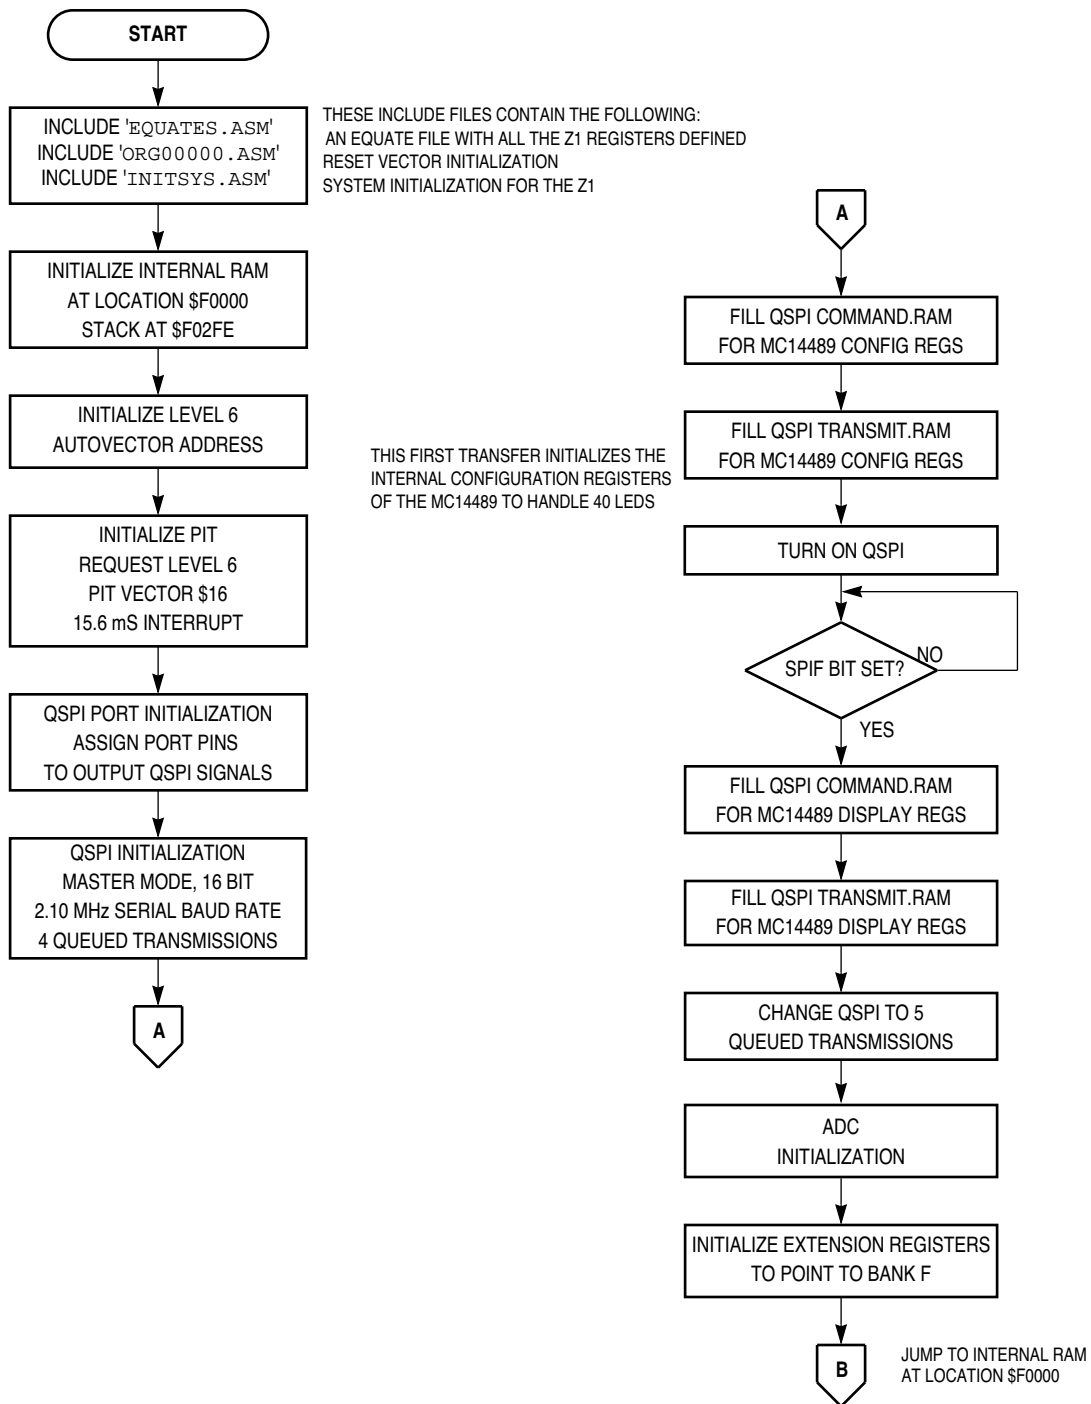 START
INCLUDE 'EQUATES.ASM'
INCLUDE 'ORG00000.ASM'
INCLUDE 'INITSYS.ASM'
THESE INCLUDE FILES CONTAIN THE FOLLOWING:
AN EQUATE FILE WITH ALL THE Z1 REGISTERS DEFINED
RESET VECTOR INITIALIZATION
SYSTEM INITIALIZATION FOR THE Z1
INITIALIZE INTERNAL RAM
AT LOCATION $F0000
STACK AT $F02FE
INITIALIZE LEVEL 6
AUTOVECTOR ADDRESS
INITIALIZE PIT
REQUEST LEVEL 6
PIT VECTOR $16
15.6 mS INTERRUPT
QSPI PORT INITIALIZATION
ASSIGN PORT PINS
TO OUTPUT QSPI SIGNALS
QSPI INITIALIZATION
MASTER MODE, 16 BIT
2.10 MHz SERIAL BAUD RATE
4 QUEUED TRANSMISSIONS
A
A
FILL QSPI COMMAND.RAM
FOR MC14489 CONFIG REGS
FILL QSPI TRANSMIT.RAM
FOR MC14489 CONFIG REGS
THIS FIRST TRANSFER INITIALIZES THE
INTERNAL CONFIGURATION REGISTERS
OF THE MC14489 TO HANDLE 40 LEDS
TURN ON QSPI
SPIF BIT SET?
NO
YES
FILL QSPI COMMAND.RAM
FOR MC14489 DISPLAY REGS
FILL QSPI TRANSMIT.RAM
FOR MC14489 DISPLAY REGS
CHANGE QSPI TO 5
QUEUED TRANSMISSIONS
ADC
INITIALIZATION
INITIALIZE EXTENSION REGISTERS
TO POINT TO BANK F
B
JUMP TO INTERNAL RAM
AT LOCATION $F0000